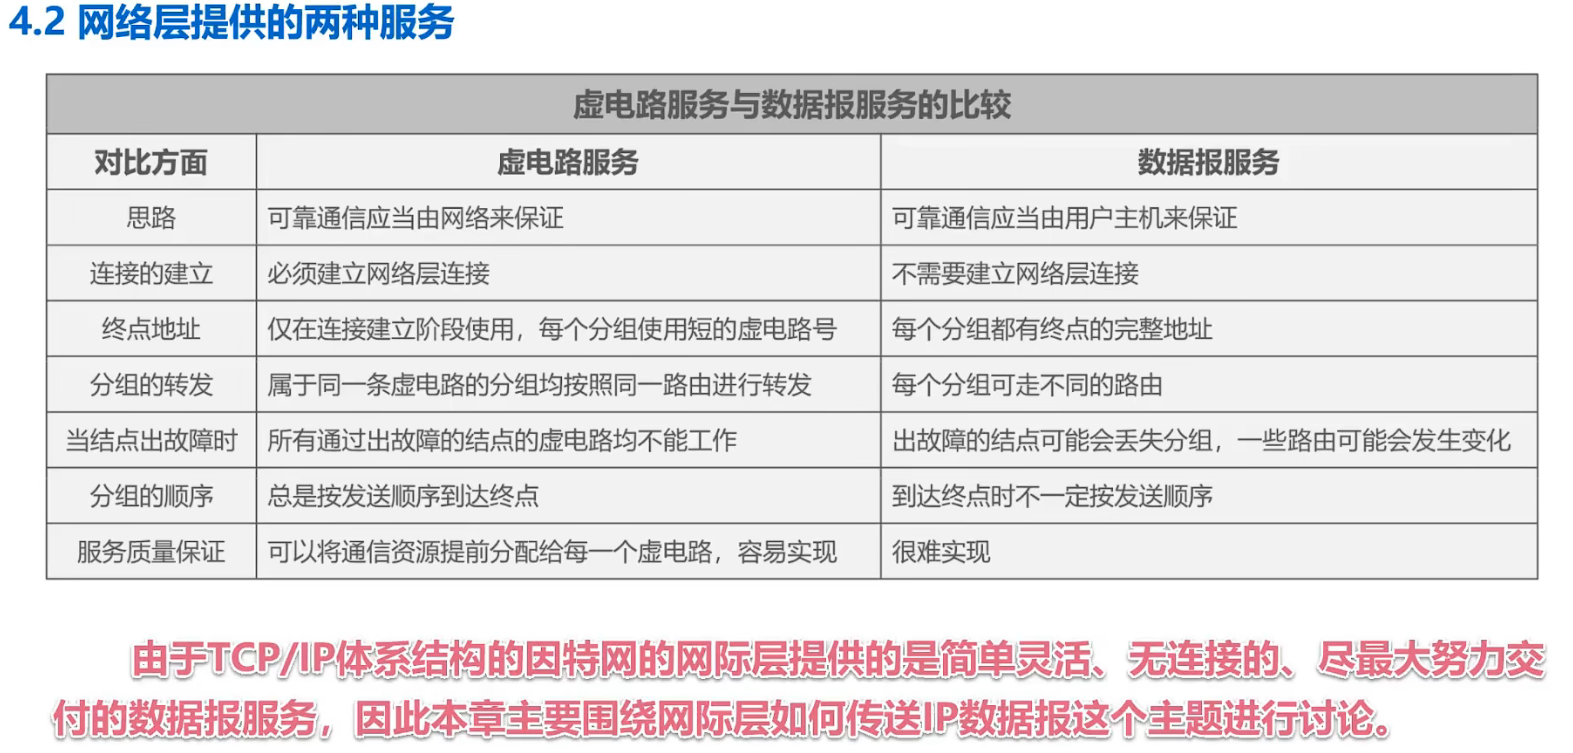 4.2 网络层提供的两种服务
虚电路服务与数据报服务的比较
对比方面 虚电路服务 数据报服务
思路 可靠通信应当由网络来保证 可靠通信应当由用户主机来保证
连接的建立 必须建立网络层连接 不需要建立网络层连接
终点地址 仅在连接建立阶段使用，每个分组使用短的虚电路号 每个分组都有终点的完整地址
分组的转发 属于同一条虚电路的分组均按照同一路由进行转发 每个分组可走不同的路由
当结点出故障时 所有通过出故障的结点的虚电路均不能工作 出故障的结点可能会丢失分组，一些路由可能会发生变化
分组的顺序 总是按发送顺序到达终点 到达终点时不一定按发送顺序
服务质量保证 可以将通信资源提前分配给每一个虚电路，容易实现 很难实现
由于TCP/IP体系结构的因特网的网际层提供的是简单灵活、无连接的、尽最大努力交
付的数据报服务，因此本章主要围绕网际层如何传送IP数据报这个主题进行讨论。